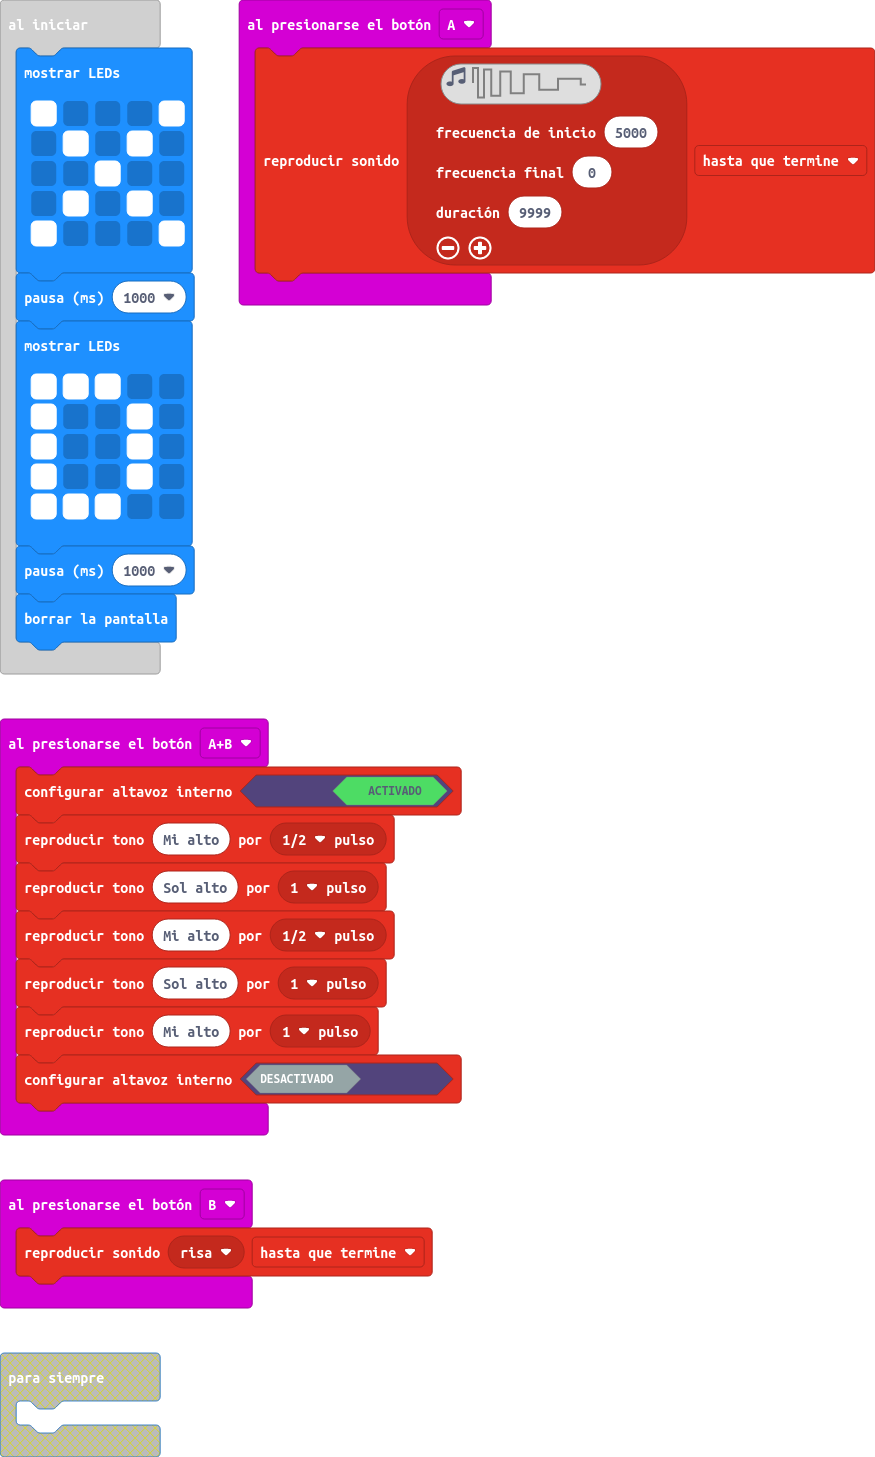 al iniciar
mostrar LEDs
pausa (ms) 1000
mostrar LEDs
pausa (ms) 1000
borrar la pantalla
al presionarse el botón A
reproducir sonido
frecuencia de inicio 5000
frecuencia final 0
duración 9999
hasta que termine
al presionarse el botón A+B
configurar altavoz interno ACTIVADO
reproducir tono Mi alto por 1/2 pulso
reproducir tono Sol alto por 1 pulso
reproducir tono Mi alto por 1/2 pulso
reproducir tono Sol alto por 1 pulso
reproducir tono Mi alto por 1 pulso
configurar altavoz interno DESACTIVADO
al presionarse el botón B
reproducir sonido risa hasta que termine
para siempre